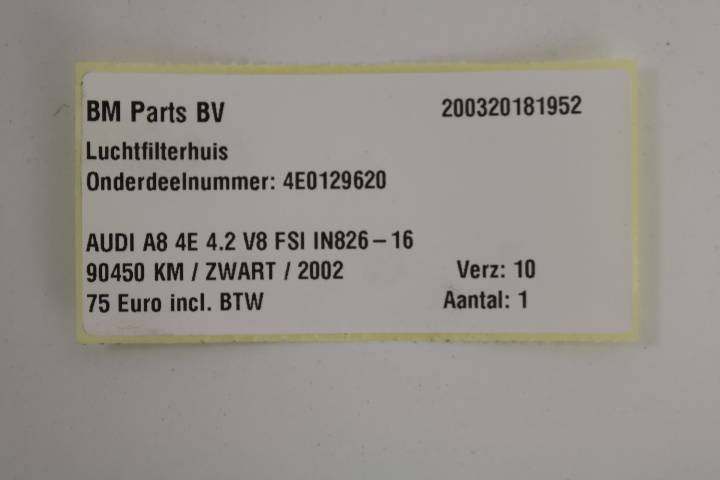 BM Parts BV 200320181952
Luchtfilterhuis
Onderdeelnummer: 4E0129620
AUDI A8 4E 4.2 V8 FSI IN826-16
90450 KM / ZWART / 2002 Verz: 10
75 Euro incl. BTW Aantal: 1